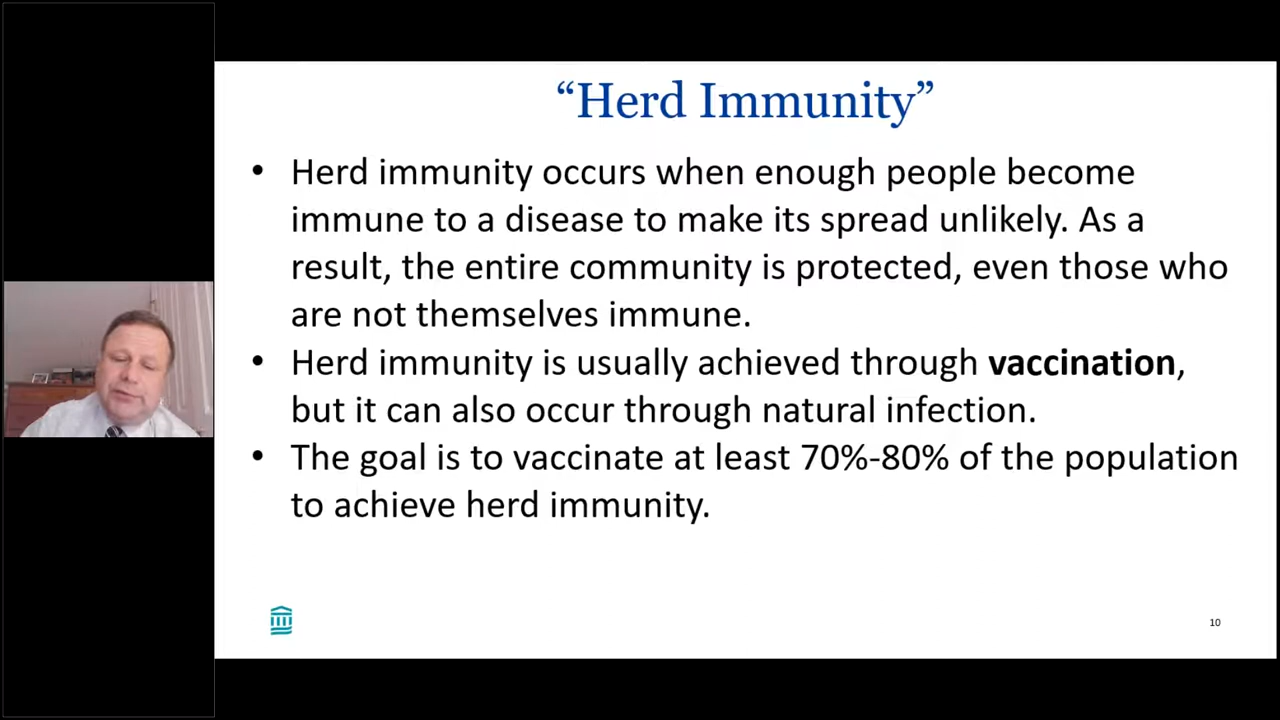 “Herd Immunity”
• Herd immunity occurs when enough people become
immune to a disease to make its spread unlikely. As a
result, the entire community is protected, even those who
are not themselves immune.
• Herd immunity is usually achieved through vaccination,
but it can also occur through natural infection.
• The goal is to vaccinate at least 70%-80% of the population
to achieve herd immunity.
10